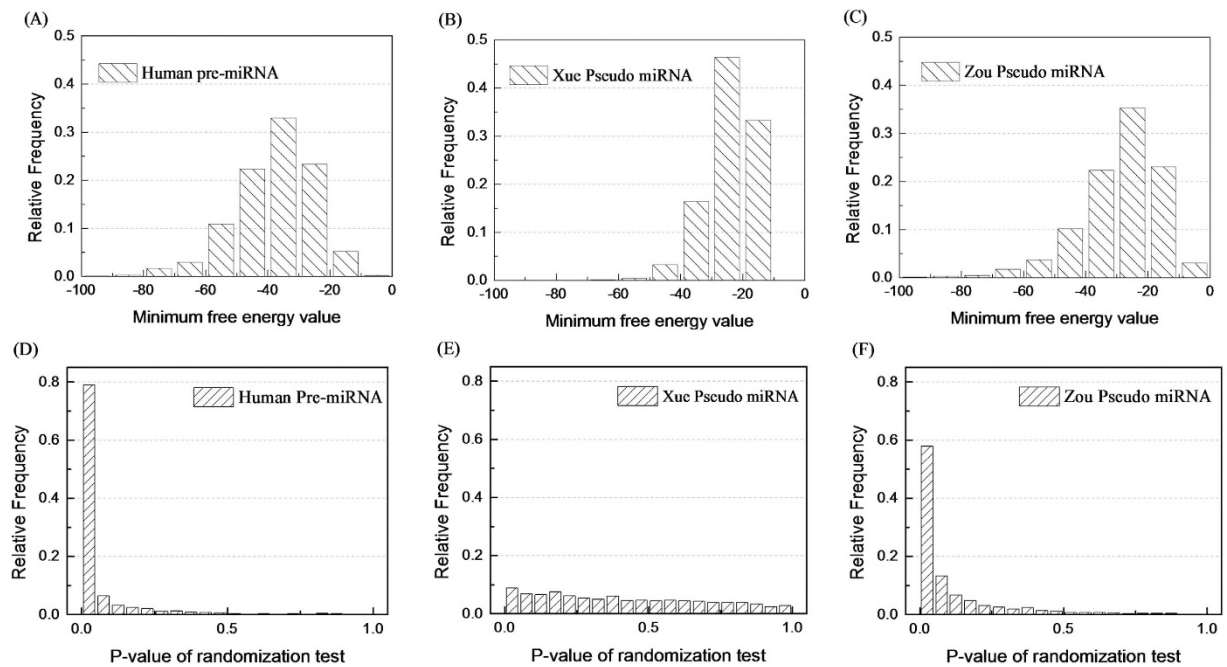 (A)
0.5
0.4
0.3
0.2
0.1
0.0
Relative Frequency
Human pre-miRNA
-100 -80 -60 -40 -20 0
Minimum free energy value
(B)
0.5
0.4
0.3
0.2
0.1
0.0
Relative Frequency
Xue Pseudo miRNA
-100 -80 -60 -40 -20 0
Minimum free energy value
(C)
0.5
0.4
0.3
0.2
0.1
0.0
Relative Frequency
Zou Pseudo miRNA
-100 -80 -60 -40 -20 0
Minimum free energy value
(D)
0.8
0.6
0.4
0.2
0.0
Relative Frequency
Human Pre-miRNA
0.0 0.5 1.0
P-value of randomization test
(E)
0.8
0.6
0.4
0.2
0.0
Relative Frequency
Xue Pseudo miRNA
0.0 0.5 1.0
P-value of randomization test
(F)
0.8
0.6
0.4
0.2
0.0
Relative Frequency
Zou Pseudo miRNA
0.0 0.5 1.0
P-value of randomization test